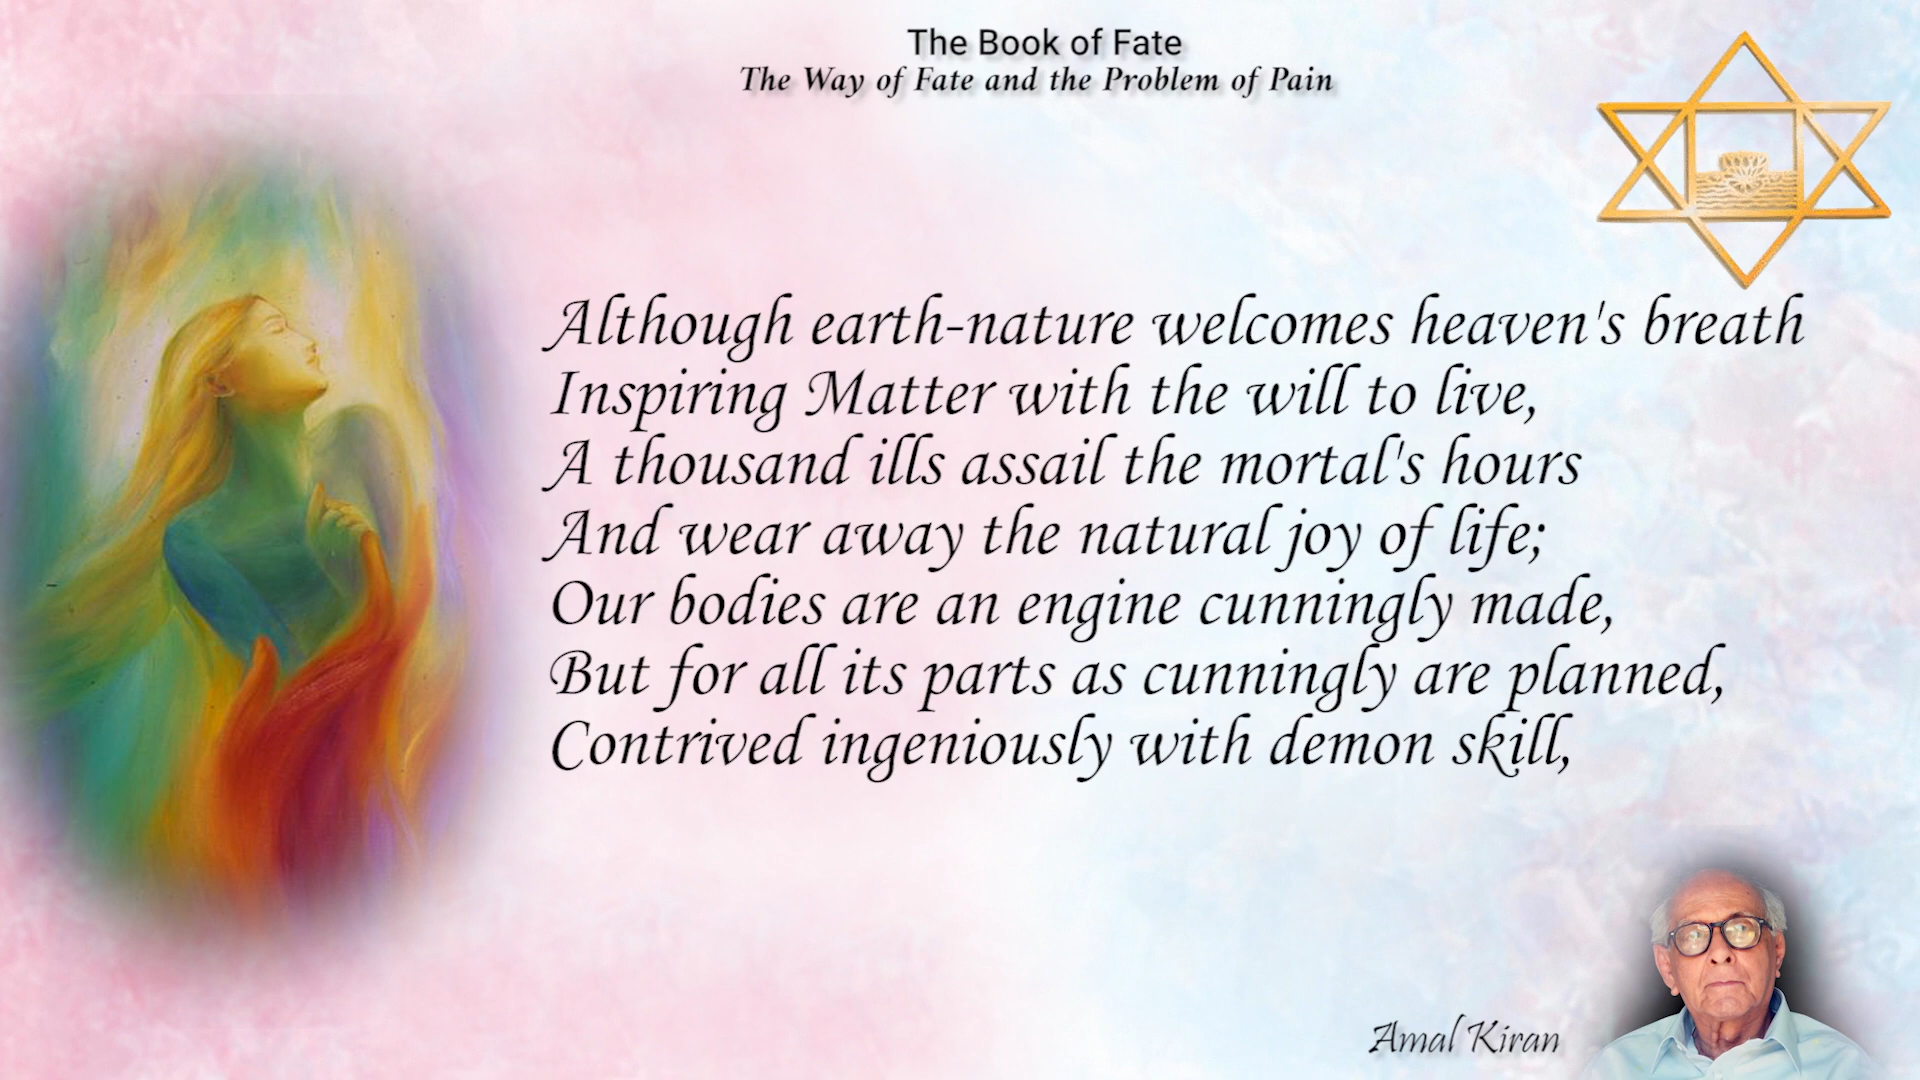 The Book of Fate
The Way of Fate and the Problem of Pain
Although earth-nature welcomes heaven's breath
Inspiring Matter with the will to live,
A thousand ills assail the mortal's hours
And wear away the natural joy of life;
Our bodies are an engine cunningly made,
But for all its parts as cunningly are planned,
Contrived ingeniously with demon skill,
Amal Kiran